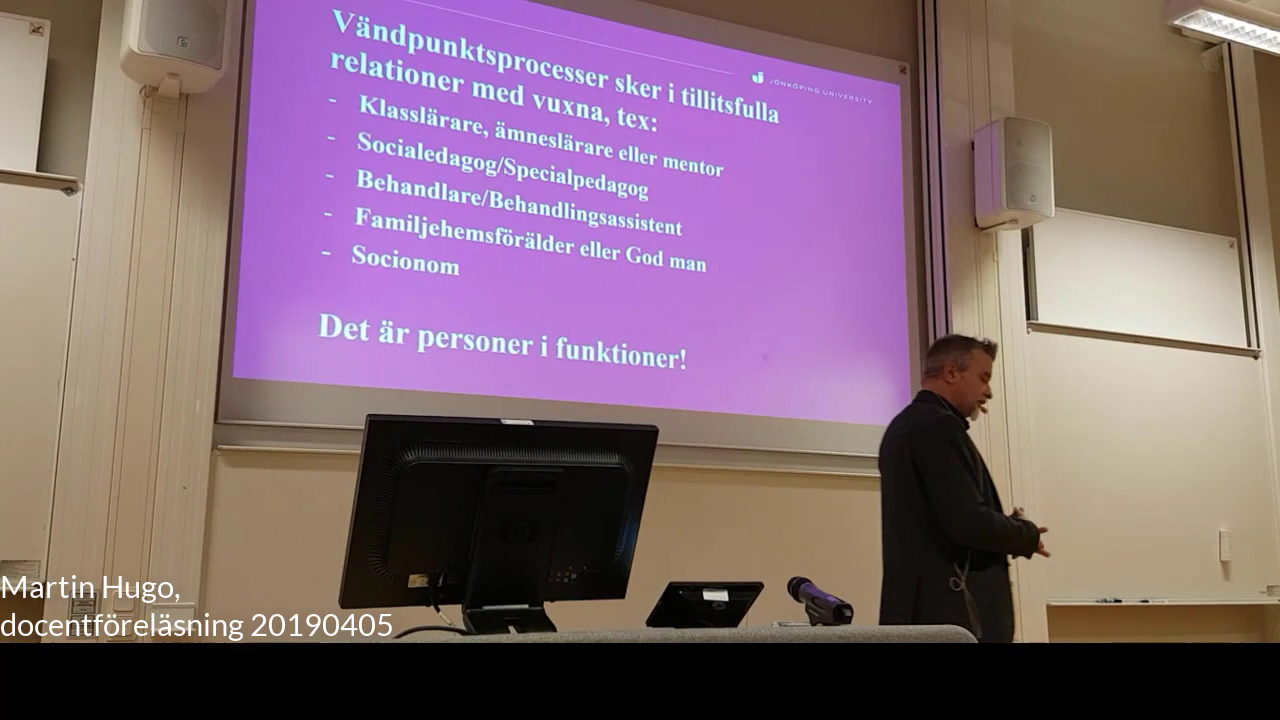 Vändpunktsprocesser sker i tillitsfulla
relationer med vuxna, tex:
- Klasslärare, ämneslärare eller mentor
- Socialedagog/Specialpedagog
- Behandlare/Behandlingsassistent
- Familjehemsförälder eller God man
- Socionom
Det är personer i funktioner!
JÖNKÖPING UNIVERSITY
Martin Hugo,
docentföreläsning 20190405